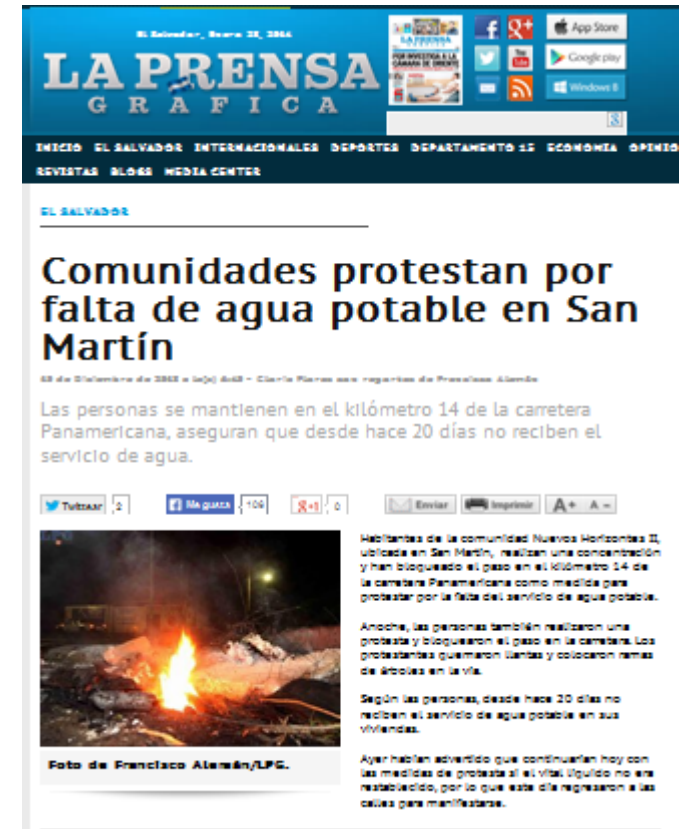 LA PRENSA
GRAFICA
App Store
Google play
Windows 8
INICIO EL SALVADOR INTERNACIONALES DEPORTES DEPARTAMENTO 15 ECONOMIA OPINIO
REVISTAS BLOGS MEDIA CENTER
EL SALVADOR
Comunidades protestan por
falta de agua potable en San
Martín
Las personas se mantienen en el kilómetro 14 de la carretera
Panamericana, aseguran que desde hace 20 días no reciben el
servicio de agua.
Tuitear 2 Me gusta 106 +1 0 Enviar Imprimir A+ A-
Habitantes de la comunidad Nuevos Horizontes II,
ubicada en San Martín, realizan una concentración
y han bloqueado el paso en el kilómetro 14 de
la carretera Panamericana como medida para
protestar por la falta del servicio de agua potable.
Anoche, las personas también realizaron una
protesta y bloquearon el paso en la carretera. Los
protestantes quemaron llantas y colocaron ramas
de árboles en la vía.
Según las personas, desde hace 20 días no
reciben el servicio de agua potable en sus
viviendas.
Ayer habían advertido que continuarían hoy con
las medidas de protesta si el vital líquido no era
restablecido, por lo que este día regresaron a las
calles para manifestarse.
Foto de Francisco Alemán/LPG.